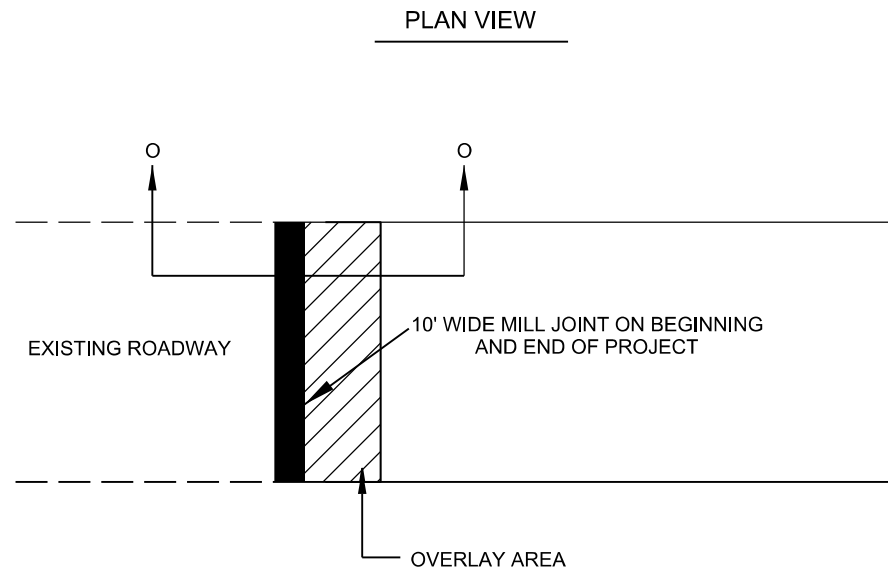 PLAN VIEW
O O
10' WIDE MILL JOINT ON BEGINNING
AND END OF PROJECT
EXISTING ROADWAY
OVERLAY AREA